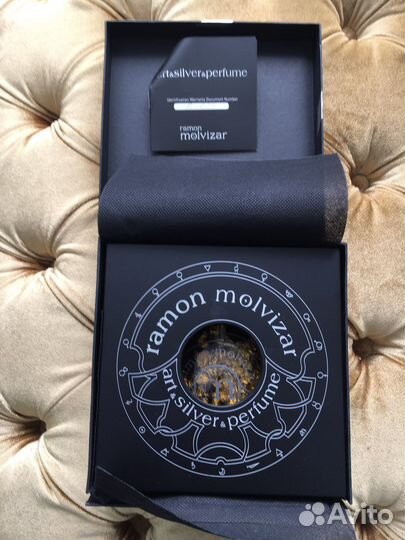 art&silver&perfume
Identification Warranty Document Number
ramon
molvizar
ramon molvizar
art&silver&perfume
Avito